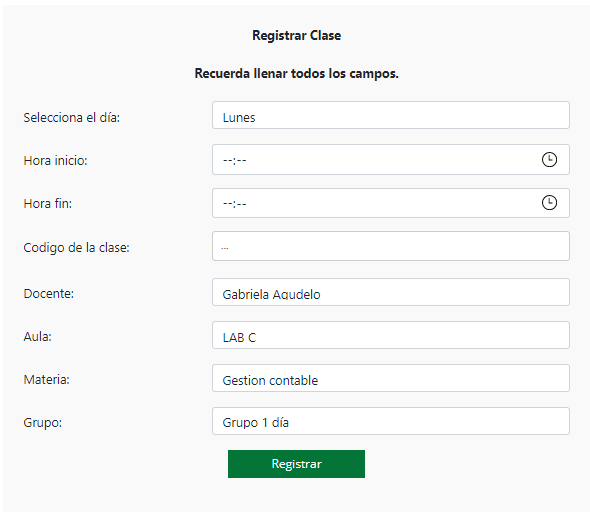 Registrar Clase
Recuerda llenar todos los campos.
Selecciona el día: Lunes
Hora inicio: --:--
Hora fin: --:--
Codigo de la clase: ...
Docente: Gabriela Agudelo
Aula: LAB C
Materia: Gestion contable
Grupo: Grupo 1 día
Registrar